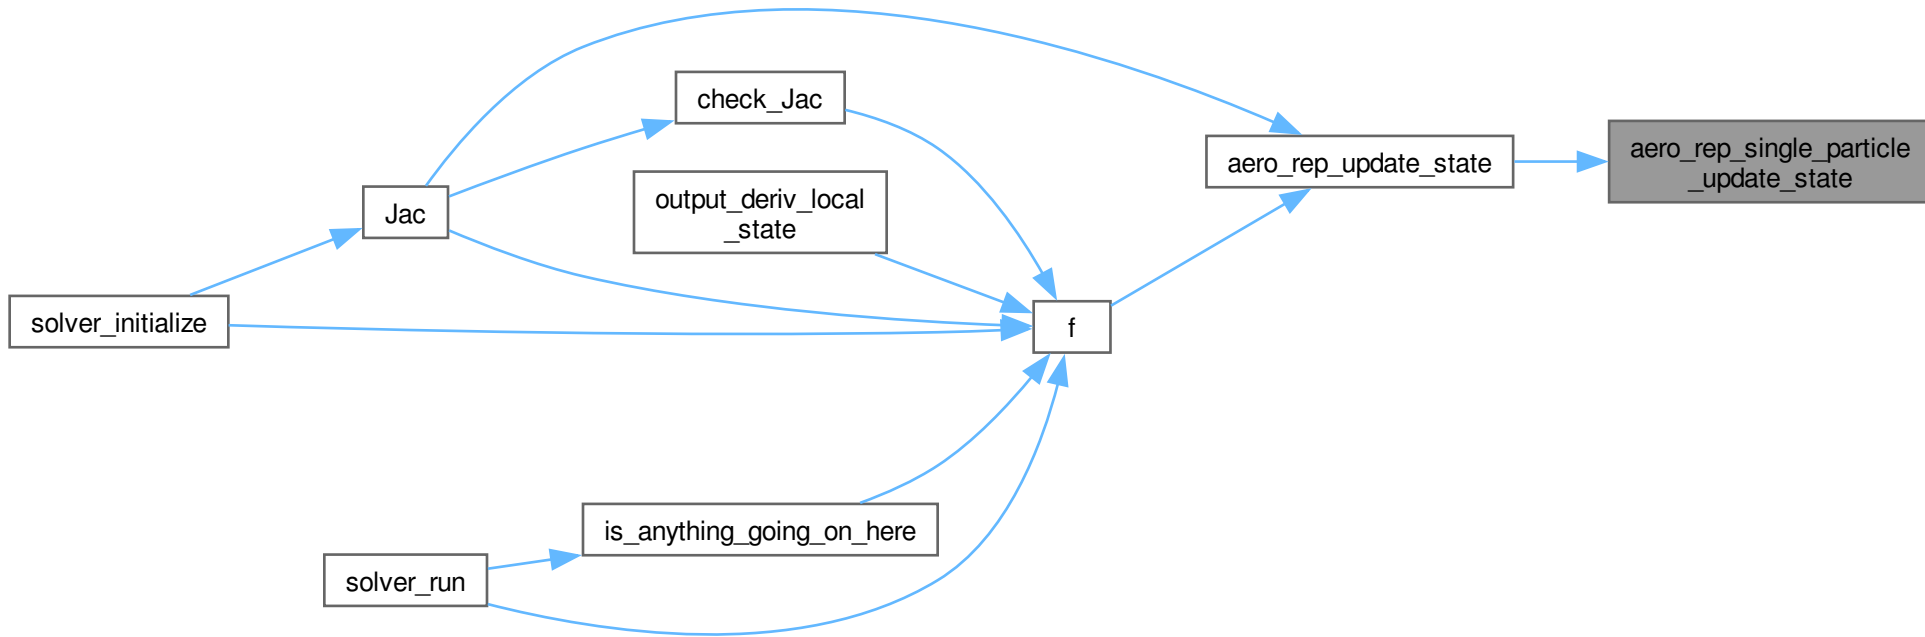 check_Jac
aero_rep_single_particle
_update_state
aero_rep_update_state
output_deriv_local
_state
Jac
solver_initialize
f
is_anything_going_on_here
solver_run